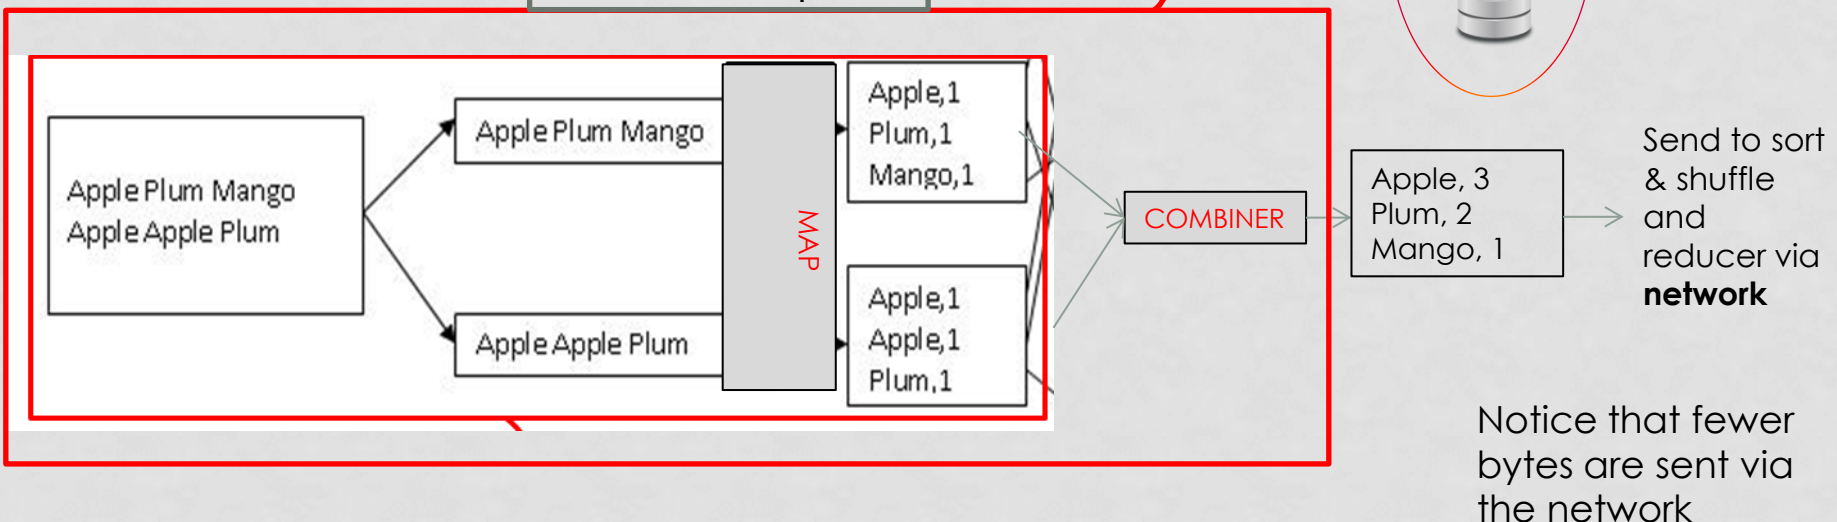 Apple Plum Mango
Apple Apple Plum
Apple Plum Mango
Apple Apple Plum
MAP
Apple,1
Plum,1
Mango,1
Apple,1
Apple,1
Plum,1
COMBINER
Apple, 3
Plum, 2
Mango, 1
Send to sort
& shuffle
and
reducer via
network
Notice that fewer
bytes are sent via
the network